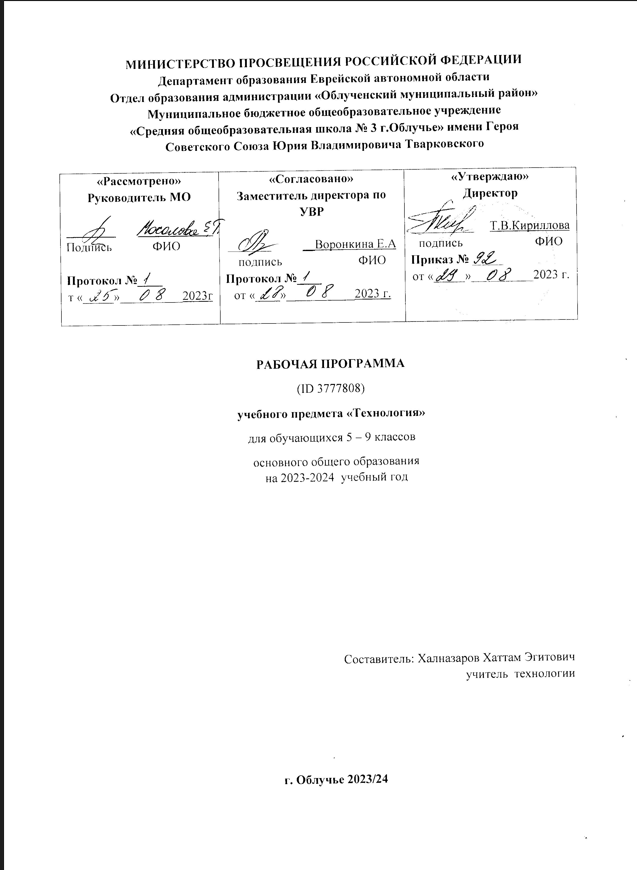 МИНИСТЕРСТВО ПРОСВЕЩЕНИЯ РОССИЙСКОЙ ФЕДЕРАЦИИ
Департамент образования Еврейской автономной области
Отдел образования администрации «Облученский муниципальный район»
Муниципальное бюджетное общеобразовательное учреждение
«Средняя общеобразовательная школа № 3 г.Облучье» имени Героя
Советского Союза Юрия Владимировича Тварковского
«Рассмотрено»
Руководитель МО
Носалова Е.Г.
Подпись ФИО
Протокол № 1
т « 25 » 08 2023г
«Согласовано»
Заместитель директора по
УВР
Воронкина Е.А
подпись ФИО
Протокол № 1
от « 28 » 08 2023 г.
«Утверждаю»
Директор
Т.В.Кириллова
подпись ФИО
Приказ № 92
от « 29 » 08 2023 г.
РАБОЧАЯ ПРОГРАММА
(ID 3777808)
учебного предмета «Технология»
для обучающихся 5 – 9 классов
основного общего образования
на 2023-2024 учебный год
Составитель: Халназаров Хаттам Эгитович
учитель технологии
г. Облучье 2023/24